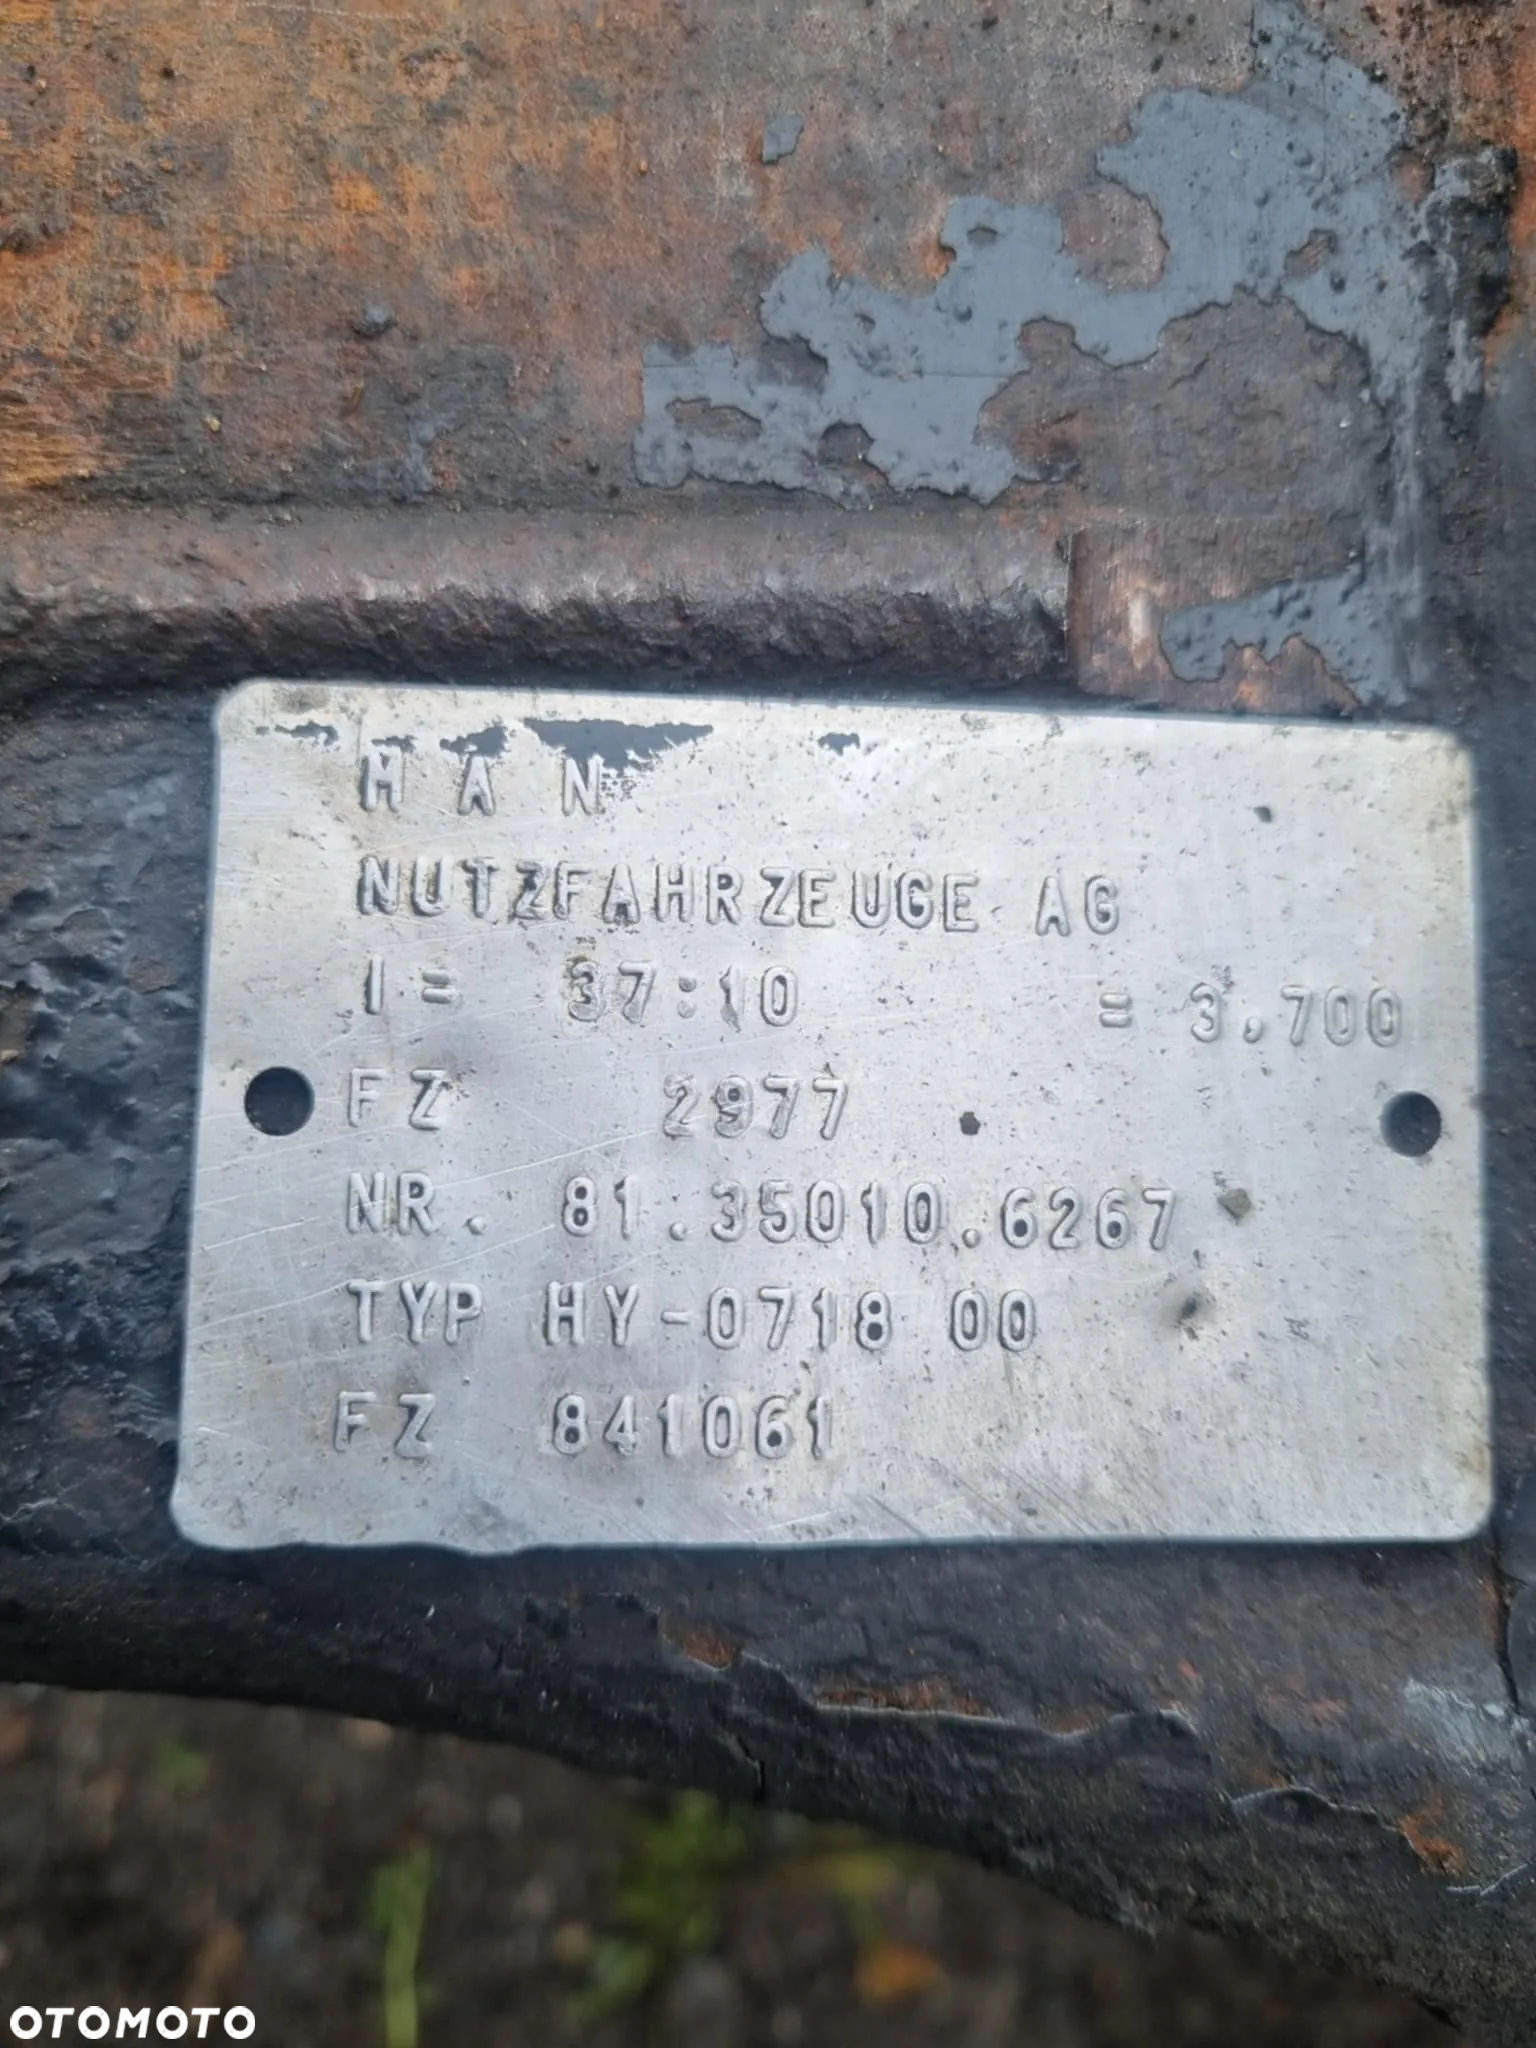 M A N
NUTZFAHRZEUGE AG
I = 37:10 = 3.700
FZ 2977
NR. 81.35010.6267
TYP HY-0718 00
FZ 841061
OTOMOTO